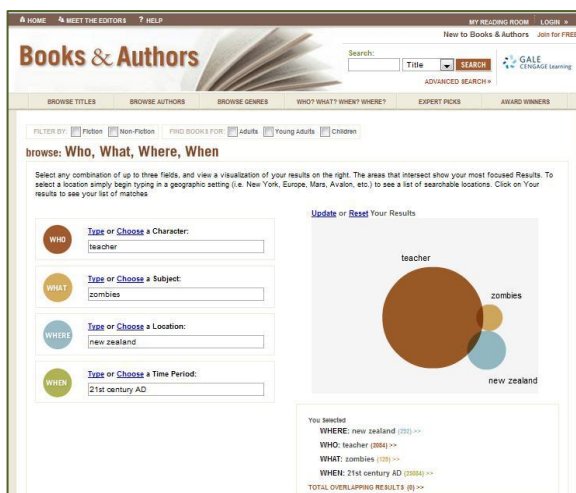 HOME MEET THE EDITORS ? HELP MY READING ROOM LOGIN »
New to Books & Authors Join for FREE
Books & Authors
Search:
Title SEARCH
ADVANCED SEARCH »
GALE
CENGAGE Learning
BROWSE TITLES BROWSE AUTHORS BROWSE GENRES WHO? WHAT? WHEN? WHERE? EXPERT PICKS AWARD WINNERS
FILTER BY: Fiction Non-Fiction FIND BOOKS FOR: Adults Young Adults Children
browse: Who, What, Where, When
Select any combination of up to three fields, and view a visualization of your results on the right. The areas that intersect show your most focused Results. To
select a location simply begin typing in a geographic setting (i.e. New York, Europe, Mars, Avalon, etc.) to see a list of searchable locations. Click on Your
results to see your list of matches
Update or Reset Your Results
WHO
Type or Choose a Character:
teacher
WHAT
Type or Choose a Subject:
zombies
WHERE
Type or Choose a Location:
new zealand
WHEN
Type or Choose a Time Period:
21st century AD
teacher
zombies
new zealand
You Selected
WHERE: new zealand (252) >>
WHO: teacher (2084) >>
WHAT: zombies (129) >>
WHEN: 21st century AD >>
TOTAL OVERLAPPING RESULTS (0) >>